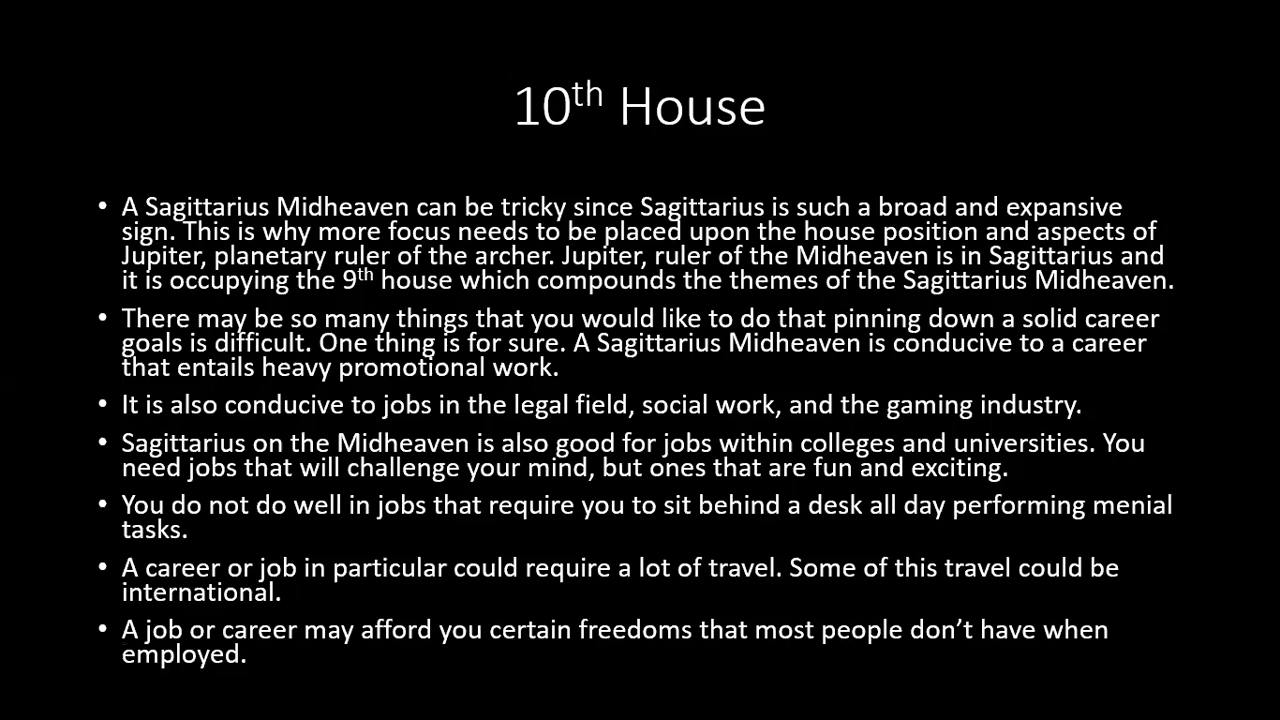 10th House
• A Sagittarius Midheaven can be tricky since Sagittarius is such a broad and expansive
sign. This is why more focus needs to be placed upon the house position and aspects of
Jupiter, planetary ruler of the archer. Jupiter, ruler of the Midheaven is in Sagittarius and
it is occupying the 9th house which compounds the themes of the Sagittarius Midheaven.
• There may be so many things that you would like to do that pinning down a solid career
goals is difficult. One thing is for sure. A Sagittarius Midheaven is conducive to a career
that entails heavy promotional work.
• It is also conducive to jobs in the legal field, social work, and the gaming industry.
• Sagittarius on the Midheaven is also good for jobs within colleges and universities. You
need jobs that will challenge your mind, but ones that are fun and exciting.
• You do not do well in jobs that require you to sit behind a desk all day performing menial
tasks.
• A career or job in particular could require a lot of travel. Some of this travel could be
international.
• A job or career may afford you certain freedoms that most people don’t have when
employed.